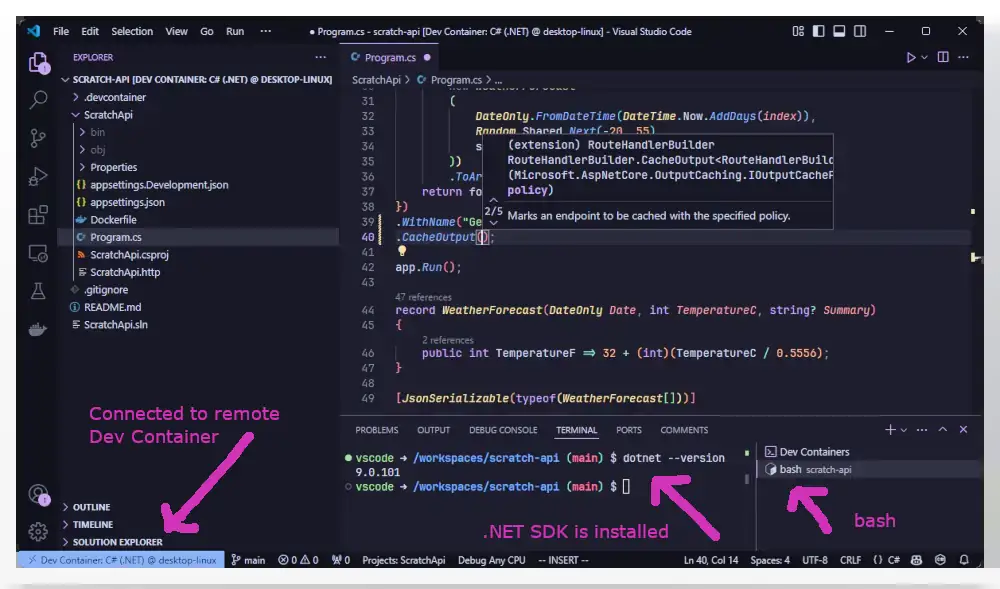 File Edit Selection View Go Run ··· ● Program.cs - scratch-api [Dev Container: C# (.NET) @ desktop-linux] - Visual Studio Code
EXPLORER ···
SCRATCH-API [DEV CONTAINER: C# (.NET) @ DESKTOP-LINUX]
.devcontainer
ScratchApi
bin
obj
Properties
{} appsettings.Development.json
{} appsettings.json
Dockerfile
Program.cs
ScratchApi.csproj
ScratchApi.http
.gitignore
README.md
ScratchApi.sln
Connected to remote
Dev Container
OUTLINE
TIMELINE
SOLUTION EXPLORER
Program.cs ●
ScratchApi > Program.cs > ...
31 (
32 DateOnly.FromDateTime(DateTime.Now.AddDays(index)),
33 Random.Shared.Next(-20, 55)
34 s
35 ))
36 .ToAr
37 return fo
38 })
39 .WithName("Ge
40 .CacheOutput();
41
42 app.Run();
43
47 references
44 record WeatherForecast(DateOnly Date, int TemperatureC, string? Summary)
45 {
2 references
46 public int TemperatureF => 32 + (int)(TemperatureC / 0.5556);
47 }
48
49 [JsonSerializable(typeof(WeatherForecast[]))]
(extension) RouteHandlerBuilder
RouteHandlerBuilder.CacheOutput<RouteHandlerBuild
(Microsoft.AspNetCore.OutputCaching.IOutputCacheP
policy)
2/5 Marks an endpoint to be cached with the specified policy.
PROBLEMS OUTPUT DEBUG CONSOLE TERMINAL PORTS COMMENTS
vscode → /workspaces/scratch-api (main) $ dotnet --version
9.0.101
vscode → /workspaces/scratch-api (main) $
Dev Containers
bash scratch-api
.NET SDK is installed
bash
Dev Container: C# (.NET) @ desktop-linux main 0 0 0 Projects: ScratchApi Debug Any CPU -- INSERT -- Ln 40, Col 14 Spaces: 4 UTF-8 CRLF {} C#